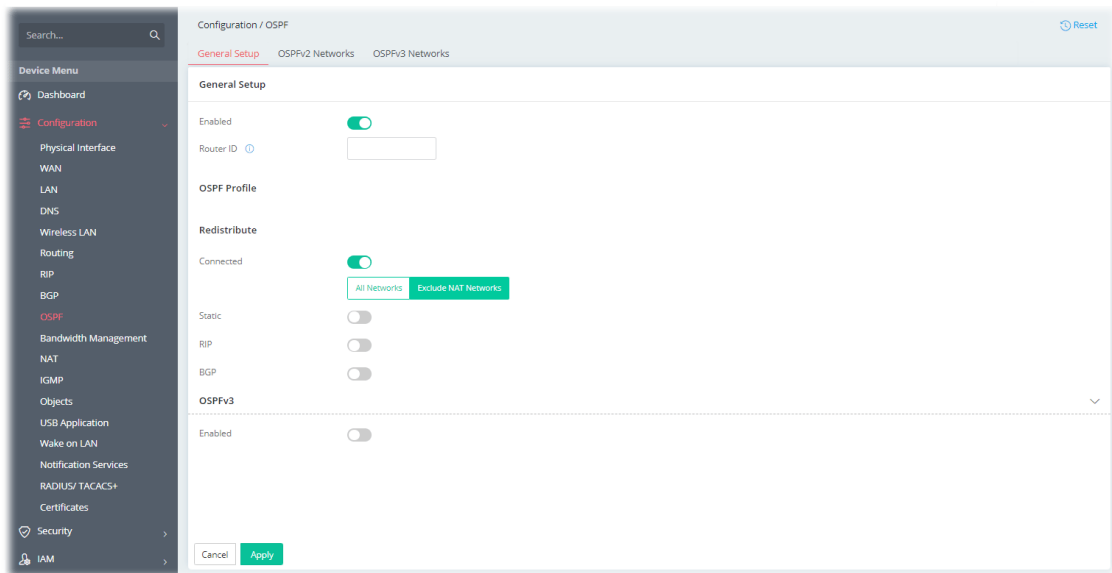 Search...
Device Menu
Dashboard
Configuration
Physical Interface
WAN
LAN
DNS
Wireless LAN
Routing
RIP
BGP
OSPF
Bandwidth Management
NAT
IGMP
Objects
USB Application
Wake on LAN
Notification Services
RADIUS/ TACACS+
Certificates
Security
IAM
Configuration / OSPF
Reset
General Setup OSPFv2 Networks OSPFv3 Networks
General Setup
Enabled
Router ID
OSPF Profile
Redistribute
Connected
All Networks Exclude NAT Networks
Static
RIP
BGP
OSPFv3
Enabled
Cancel Apply